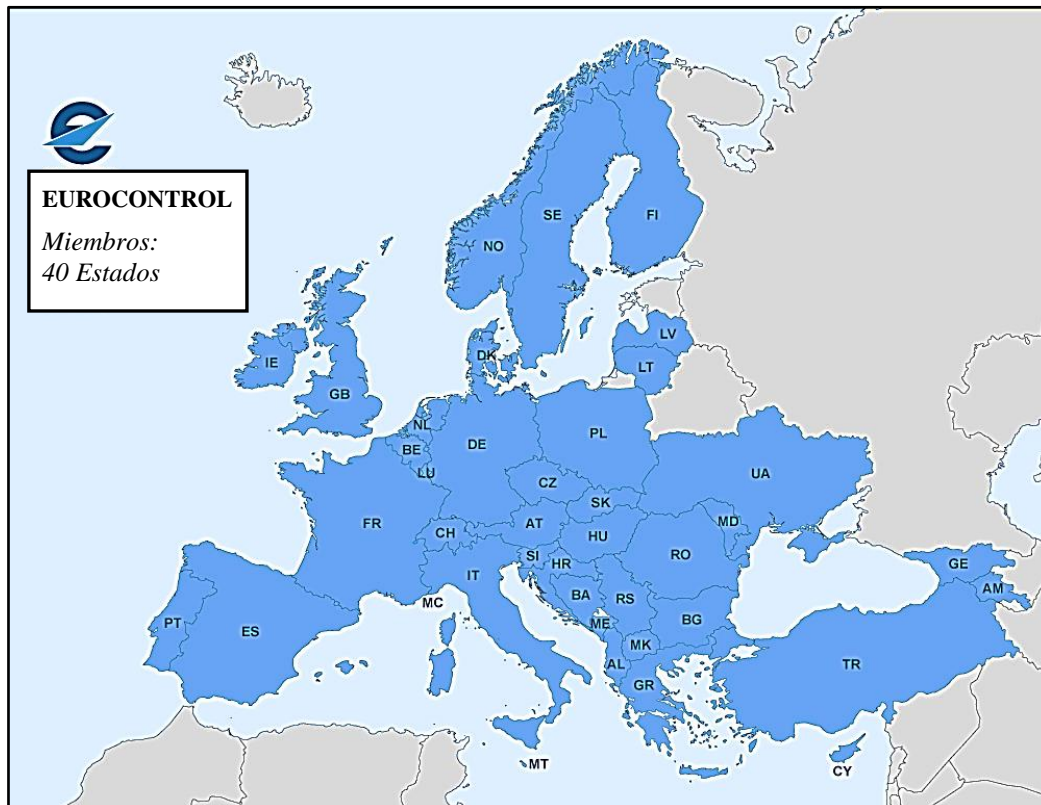 EUROCONTROL
Miembros:
40 Estados
NO
SE
FI
LV
LT
DK
IE
GB
NL
BE
LU
DE
PL
CZ
SK
UA
MD
FR
CH
AT
HU
RO
SI
HR
IT
BA
RS
ME
BG
MK
AL
GR
MC
PT
ES
GE
AM
TR
MT
CY